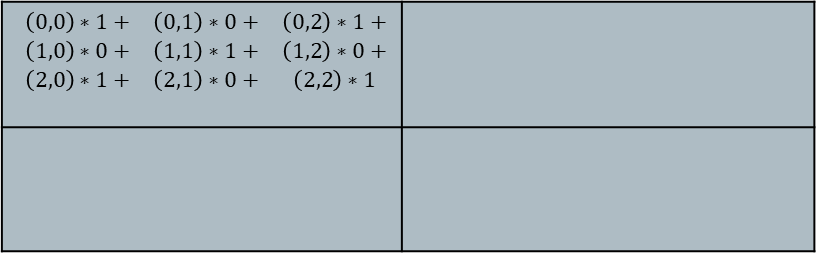 (0,0) ∗ 1 + (0,1) ∗ 0 + (0,2) ∗ 1 +
(1,0) ∗ 0 + (1,1) ∗ 1 + (1,2) ∗ 0 +
(2,0) ∗ 1 + (2,1) ∗ 0 + (2,2) ∗ 1